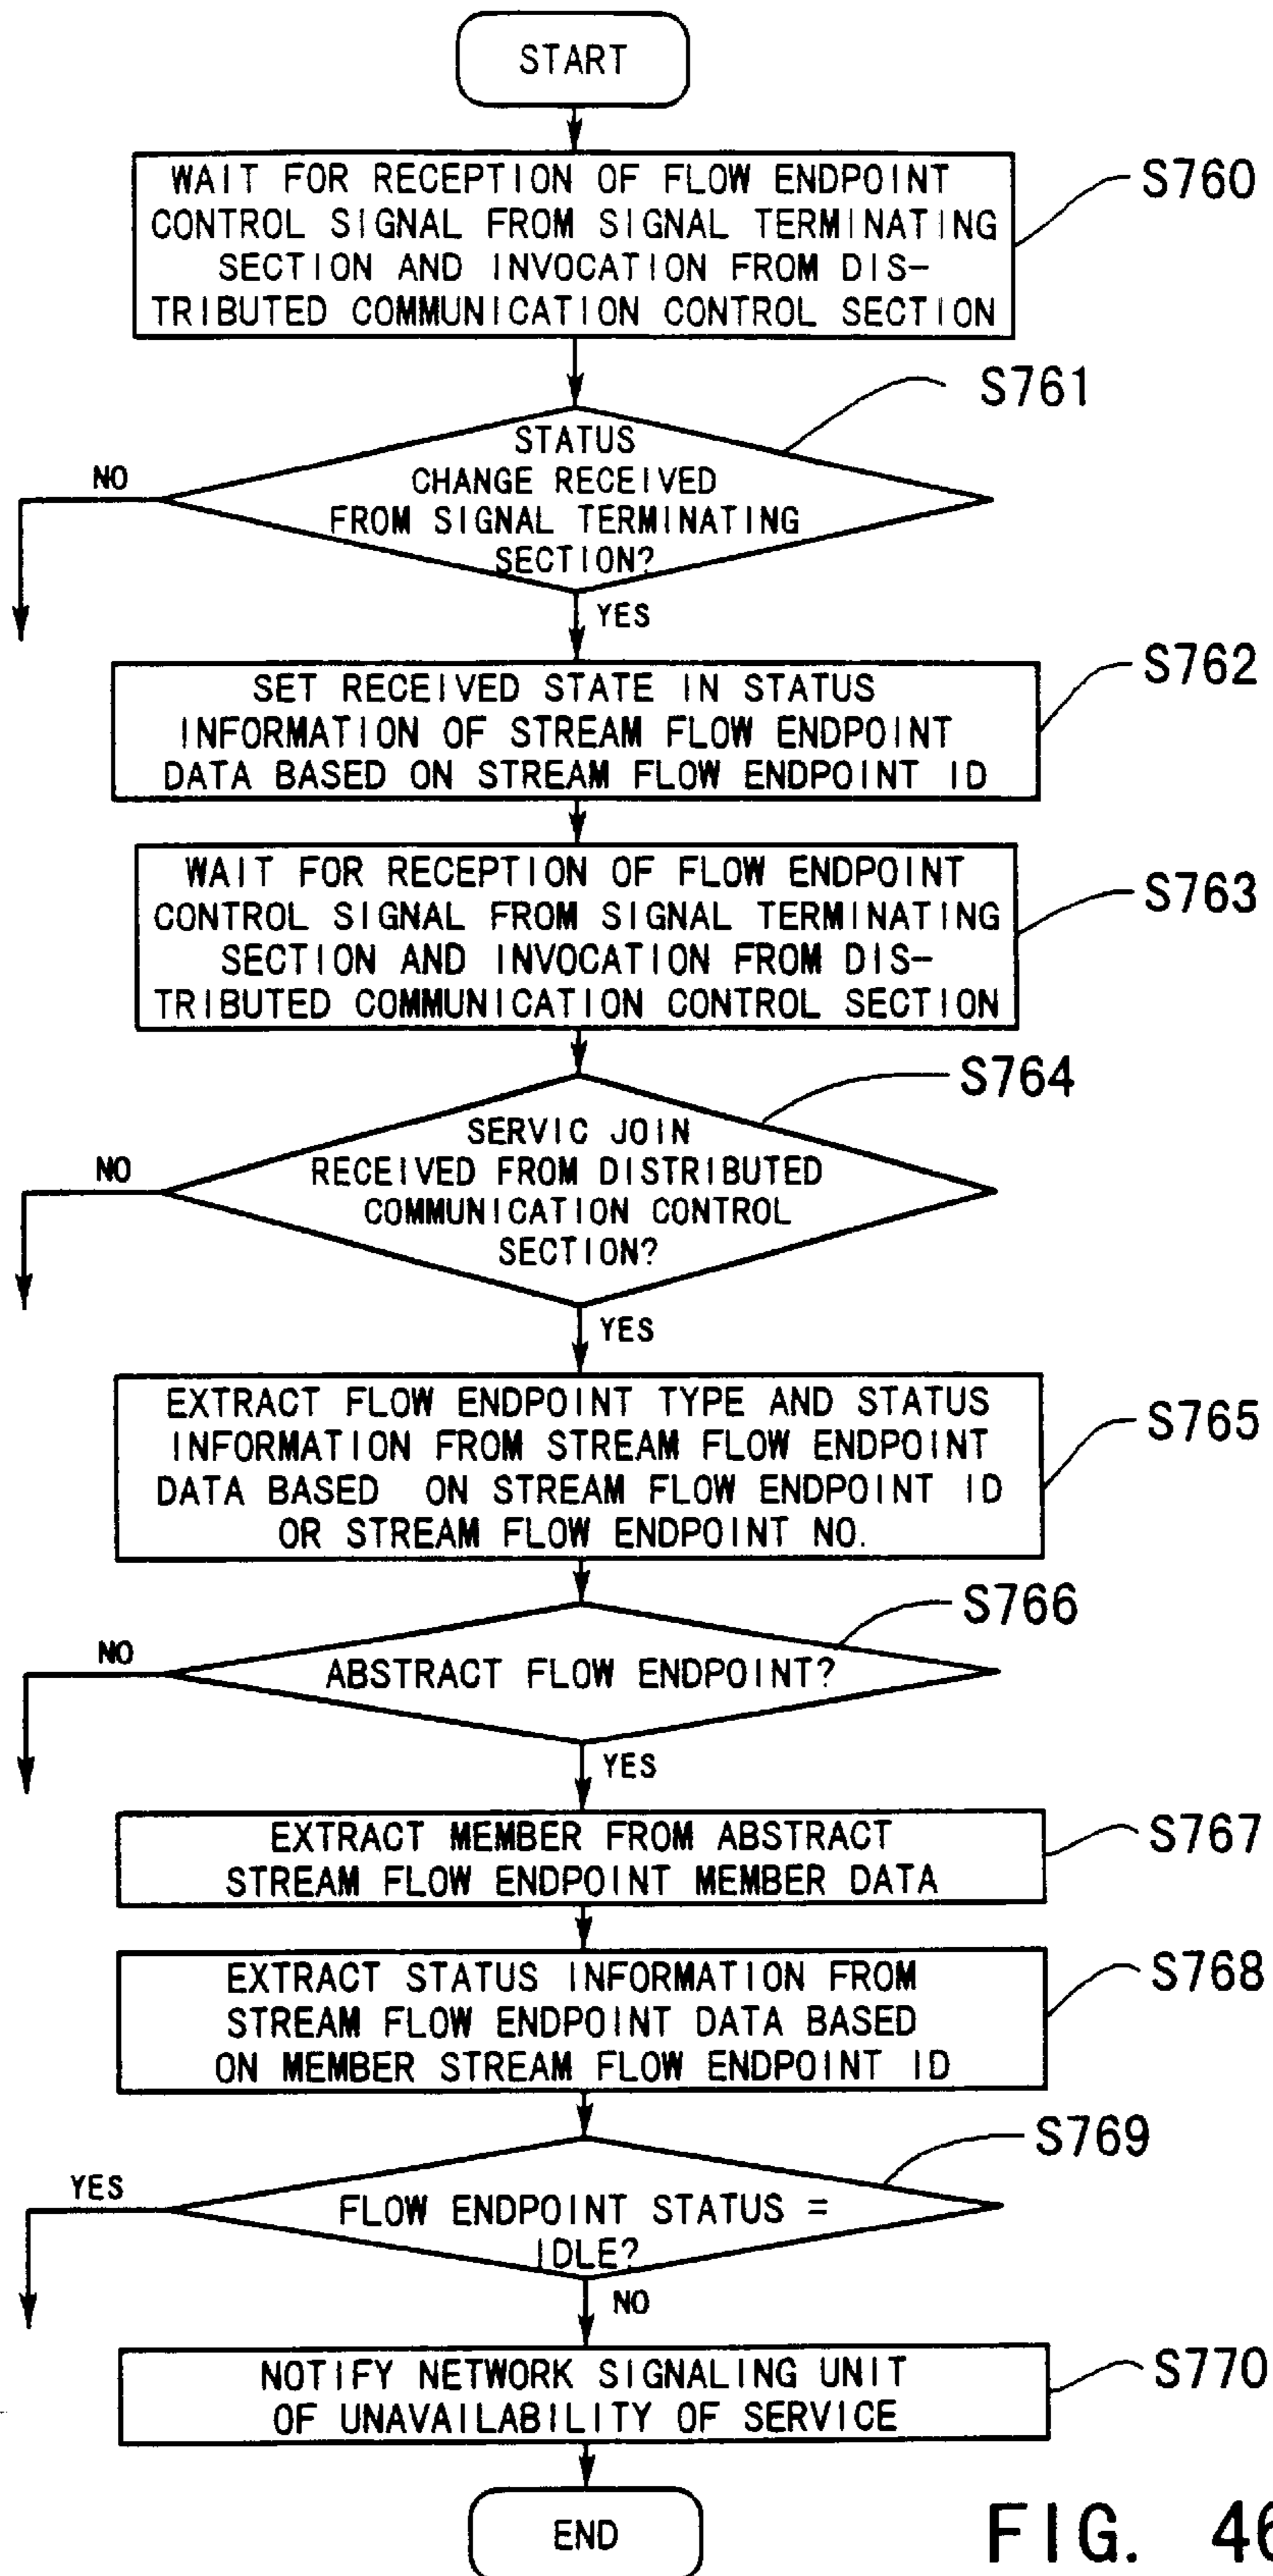 START
WAIT FOR RECEPTION OF FLOW ENDPOINT
CONTROL SIGNAL FROM SIGNAL TERMINATING
SECTION AND INVOCATION FROM DIS-
TRIBUTED COMMUNICATION CONTROL SECTION
S760
S761
STATUS
CHANGE RECEIVED
FROM SIGNAL TERMINATING
SECTION?
NO
YES
SET RECEIVED STATE IN STATUS
INFORMATION OF STREAM FLOW ENDPOINT
DATA BASED ON STREAM FLOW ENDPOINT ID
S762
WAIT FOR RECEPTION OF FLOW ENDPOINT
CONTROL SIGNAL FROM SIGNAL TERMINATING
SECTION AND INVOCATION FROM DIS-
TRIBUTED COMMUNICATION CONTROL SECTION
S763
S764
SERVIC JOIN
RECEIVED FROM DISTRIBUTED
COMMUNICATION CONTROL
SECTION?
NO
YES
EXTRACT FLOW ENDPOINT TYPE AND STATUS
INFORMATION FROM STREAM FLOW ENDPOINT
DATA BASED ON STREAM FLOW ENDPOINT ID
OR STREAM FLOW ENDPOINT NO.
S765
S766
NO
ABSTRACT FLOW ENDPOINT?
YES
EXTRACT MEMBER FROM ABSTRACT
STREAM FLOW ENDPOINT MEMBER DATA
S767
EXTRACT STATUS INFORMATION FROM
STREAM FLOW ENDPOINT DATA BASED
ON MEMBER STREAM FLOW ENDPOINT ID
S768
S769
YES
FLOW ENDPOINT STATUS =
IDLE?
NO
NOTIFY NETWORK SIGNALING UNIT
OF UNAVAILABILITY OF SERVICE
S770
END
FIG. 46